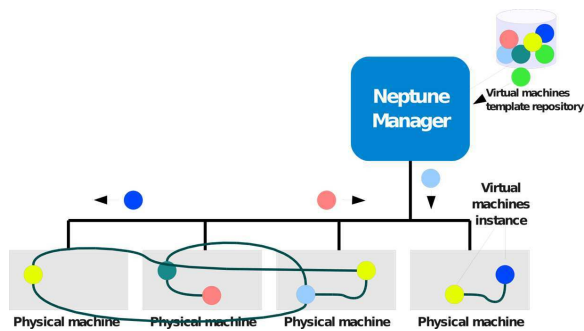 Neptune
Manager
Virtual machines
template repository
Virtual
machines
instance
Physical machine
Physical machine
Physical machine
Physical machine